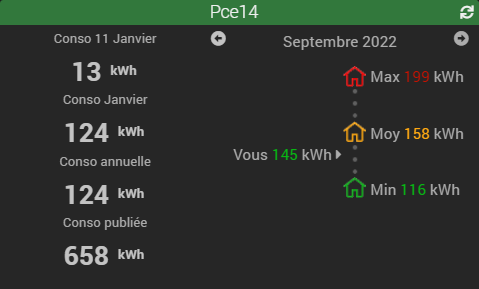 Pce14
Conso 11 Janvier
13 kWh
Conso Janvier
124 kWh
Conso annuelle
124 kWh
Conso publiée
658 kWh
Septembre 2022
Max 199 kWh
Moy 158 kWh
Vous 145 kWh
Min 116 kWh